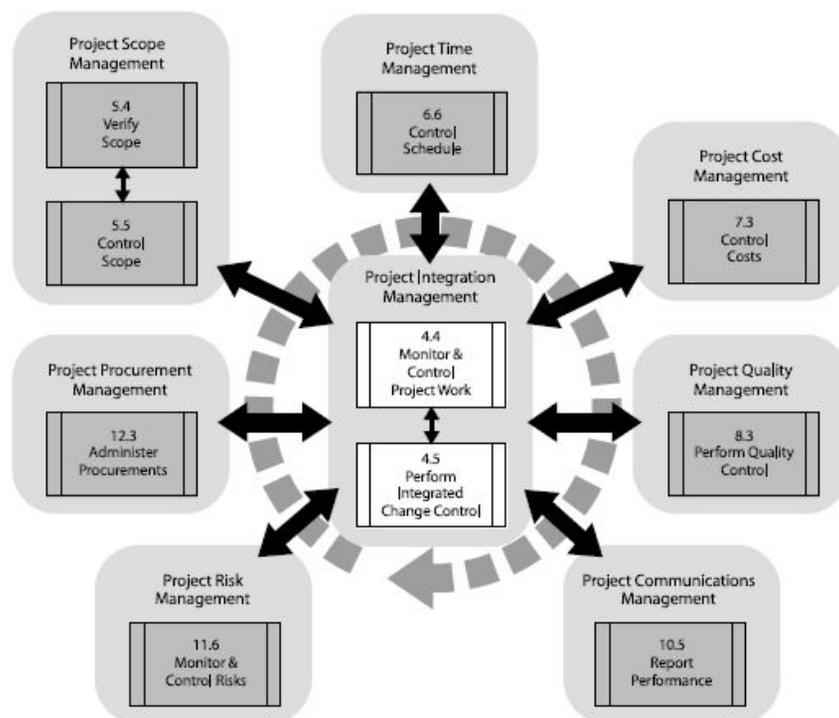 Project Scope
Management
5.4
Verify
Scope
5.5
Control
Scope
Project Time
Management
6.6
Control
Schedule
Project Cost
Management
7.3
Control
Costs
Project Integration
Management
4.4
Monitor &
Control
Project Work
4.5
Perform
Integrated
Change Control
Project Procurement
Management
12.3
Administer
Procurements
Project Quality
Management
8.3
Perform Quality
Control
Project Risk
Management
11.6
Monitor &
Control Risks
Project Communications
Management
10.5
Report
Performance